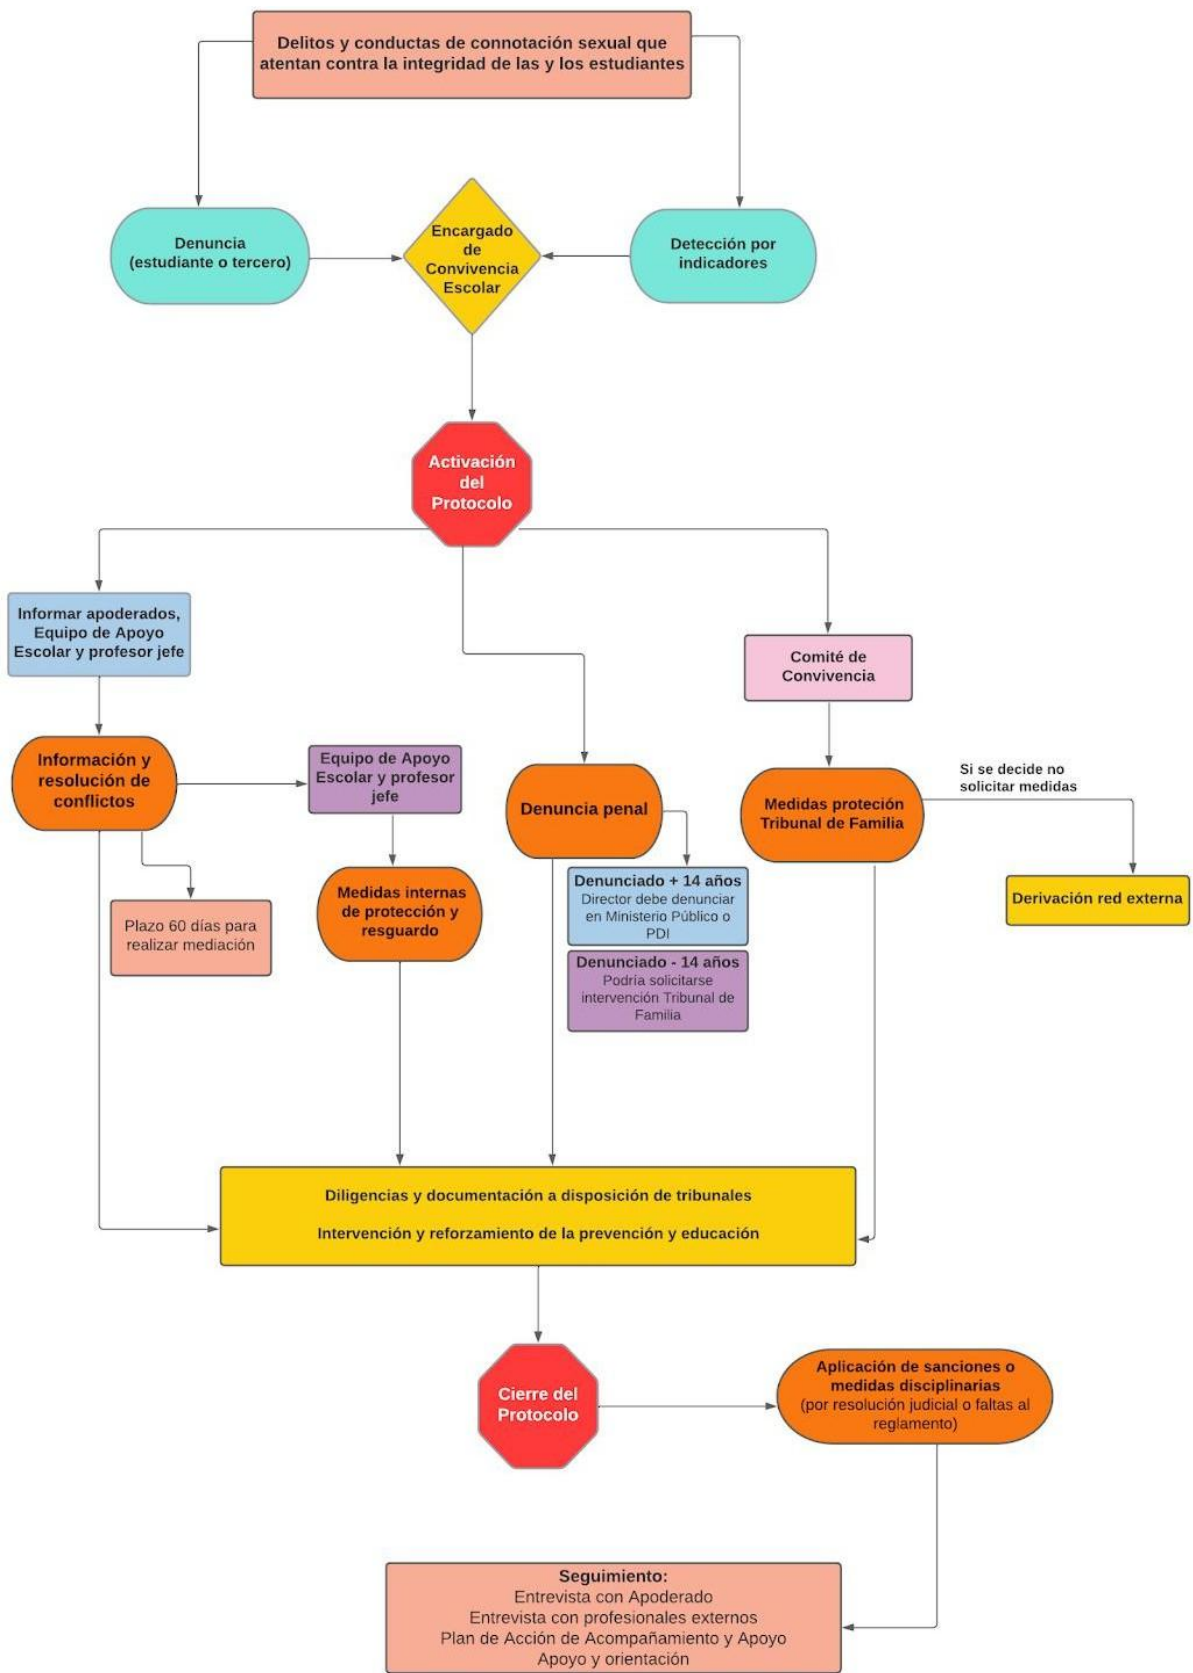 Delitos y conductas de connotación sexual que
atentan contra la integridad de las y los estudiantes
Denuncia
(estudiante o tercero)
Encargado
de
Convivencia
Escolar
Detección por
indicadores
Activación
del
Protocolo
Informar apoderados,
Equipo de Apoyo
Escolar y profesor jefe
Comité de
Convivencia
Información y
resolución de
conflictos
Equipo de Apoyo
Escolar y profesor
jefe
Denuncia penal
Medidas proteción
Tribunal de Familia
Si se decide no
solicitar medidas
Plazo 60 días para
realizar mediación
Medidas internas
de protección y
resguardo
Denunciado + 14 años
Director debe denunciar
en Ministerio Público o
PDI
Denunciado - 14 años
Podría solicitarse
intervención Tribunal de
Familia
Derivación red externa
Diligencias y documentación a disposición de tribunales
Intervención y reforzamiento de la prevención y educación
Cierre del
Protocolo
Aplicación de sanciones o
medidas disciplinarias
(por resolución judicial o faltas al
reglamento)
Seguimiento:
Entrevista con Apoderado
Entrevista con profesionales externos
Plan de Acción de Acompañamiento y Apoyo
Apoyo y orientación